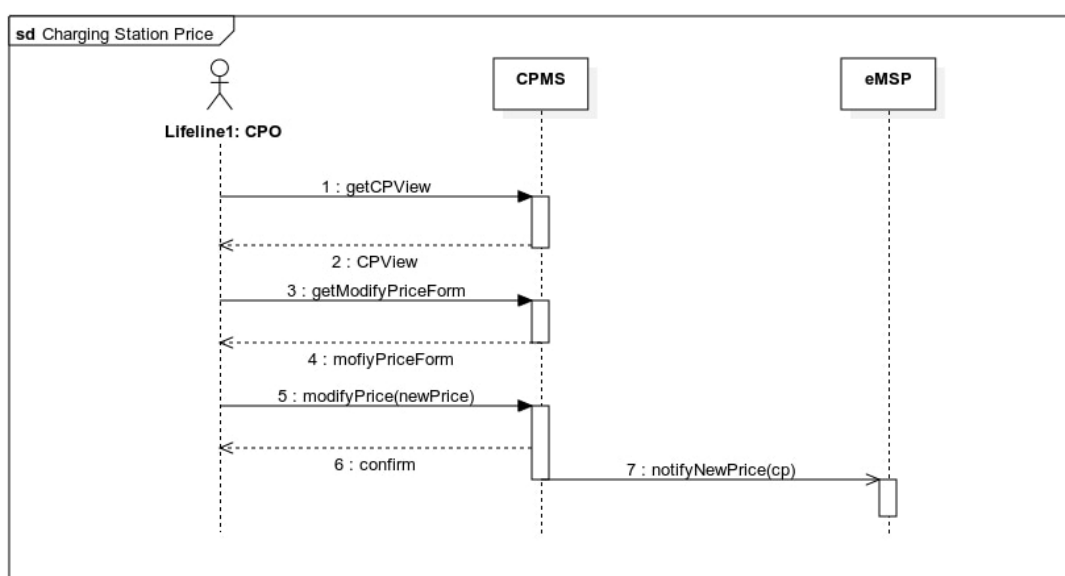 sd Charging Station Price
CPMS
eMSP
Lifeline1: CPO
1 : getCPView
2 : CPView
3 : getModifyPriceForm
4 : mofiyPriceForm
5 : modifyPrice(newPrice)
6 : confirm
7 : notifyNewPrice(cp)